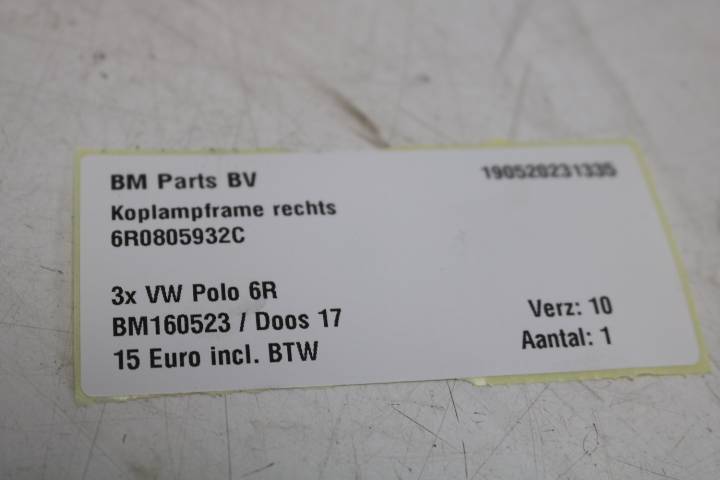 BM Parts BV
190520231335
Koplampframe rechts
6R0805932C
3x VW Polo 6R
BM160523 / Doos 17
15 Euro incl. BTW
Verz: 10
Aantal: 1